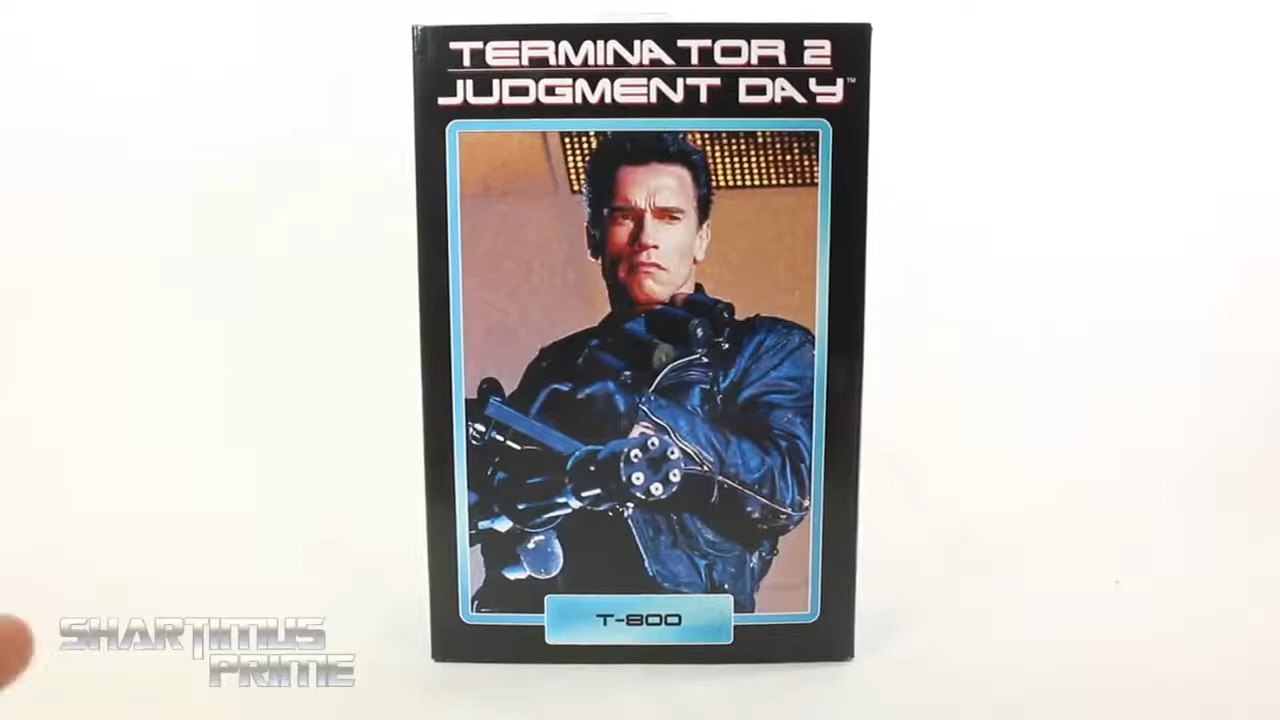 TERMINATOR 2
JUDGMENT DAY™
T-800
SHARTIMUS
PRIME